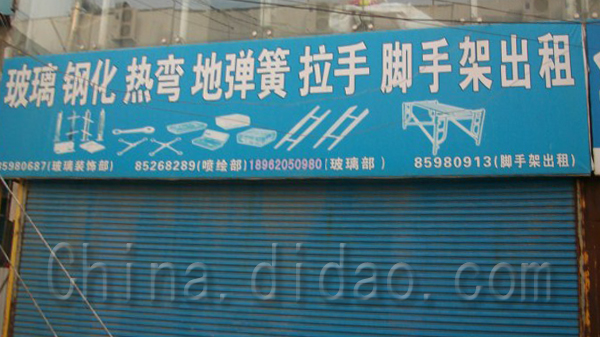 玻璃 钢化 热弯 地弹簧 拉手 脚手架出租
85980687(玻璃装饰部) 85268289(喷绘部) 18962050980(玻璃部) 85980913(脚手架出租)
China.didao.com